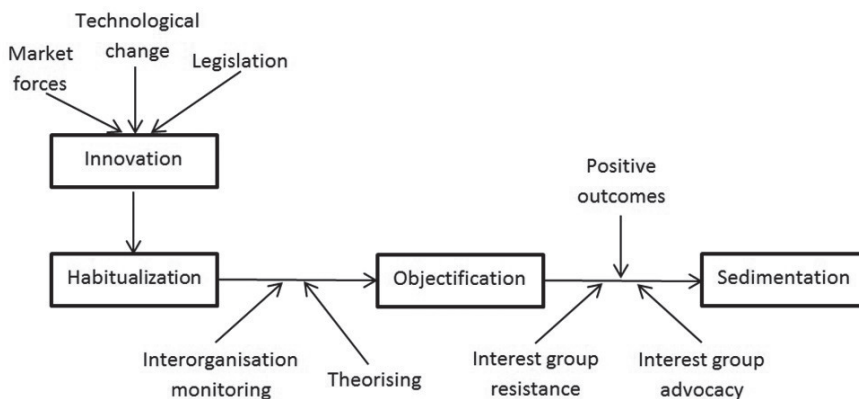 Technological
change
Market
forces
Legislation
Innovation
Positive
outcomes
Habitualization
Objectification
Sedimentation
Interorganisation
monitoring
Theorising
Interest group
resistance
Interest group
advocacy